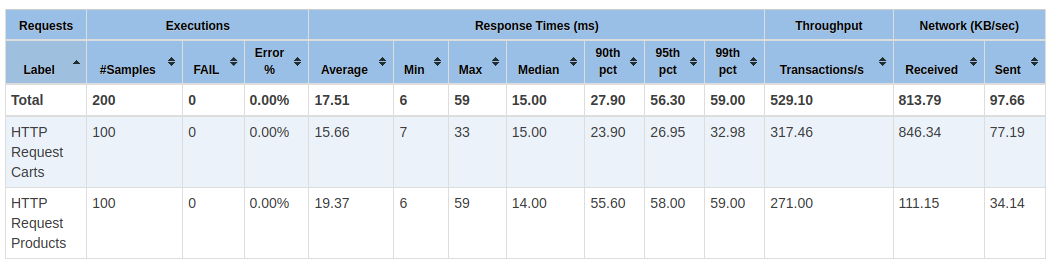 Requests Executions Response Times (ms) Throughput Network (KB/sec)
Label #Samples FAIL Error % Average Min Max Median 90th pct 95th pct 99th pct Transactions/s Received Sent
Total 200 0 0.00% 17.51 6 59 15.00 27.90 56.30 59.00 529.10 813.79 97.66
HTTP Request Carts 100 0 0.00% 15.66 7 33 15.00 23.90 26.95 32.98 317.46 846.34 77.19
HTTP Request Products 100 0 0.00% 19.37 6 59 14.00 55.60 58.00 59.00 271.00 111.15 34.14